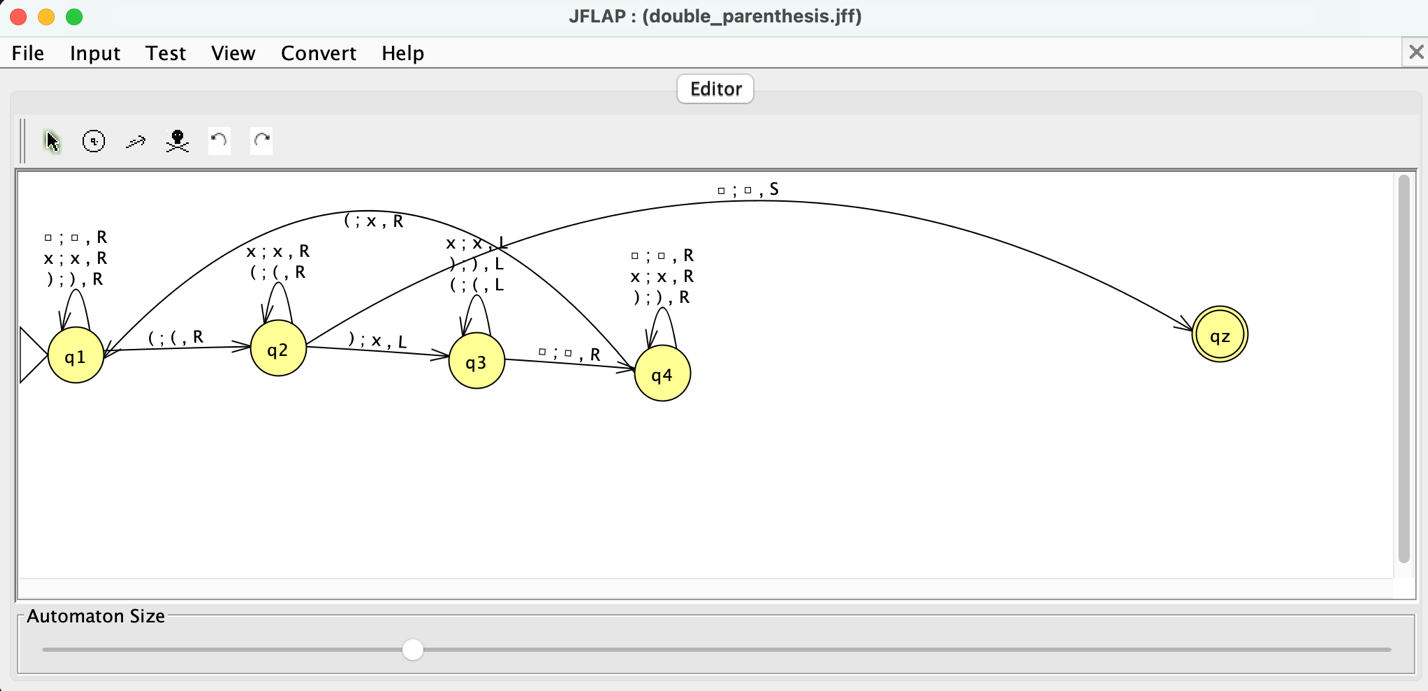 JFLAP : (double_parenthesis.jff)
File Input Test View Convert Help
Editor
□ ; □ , S
( ; x , R
□ ; □ , R
x ; x , R
) ; ) , R
x ; x , R
( ; ( , R
x ; x , L
) ; ) , L
( ; ( , L
□ ; □ , R
x ; x , R
) ; ) , R
q1
( ; ( , R
q2
) ; x , L
q3
□ ; □ , R
q4
qz
Automaton Size